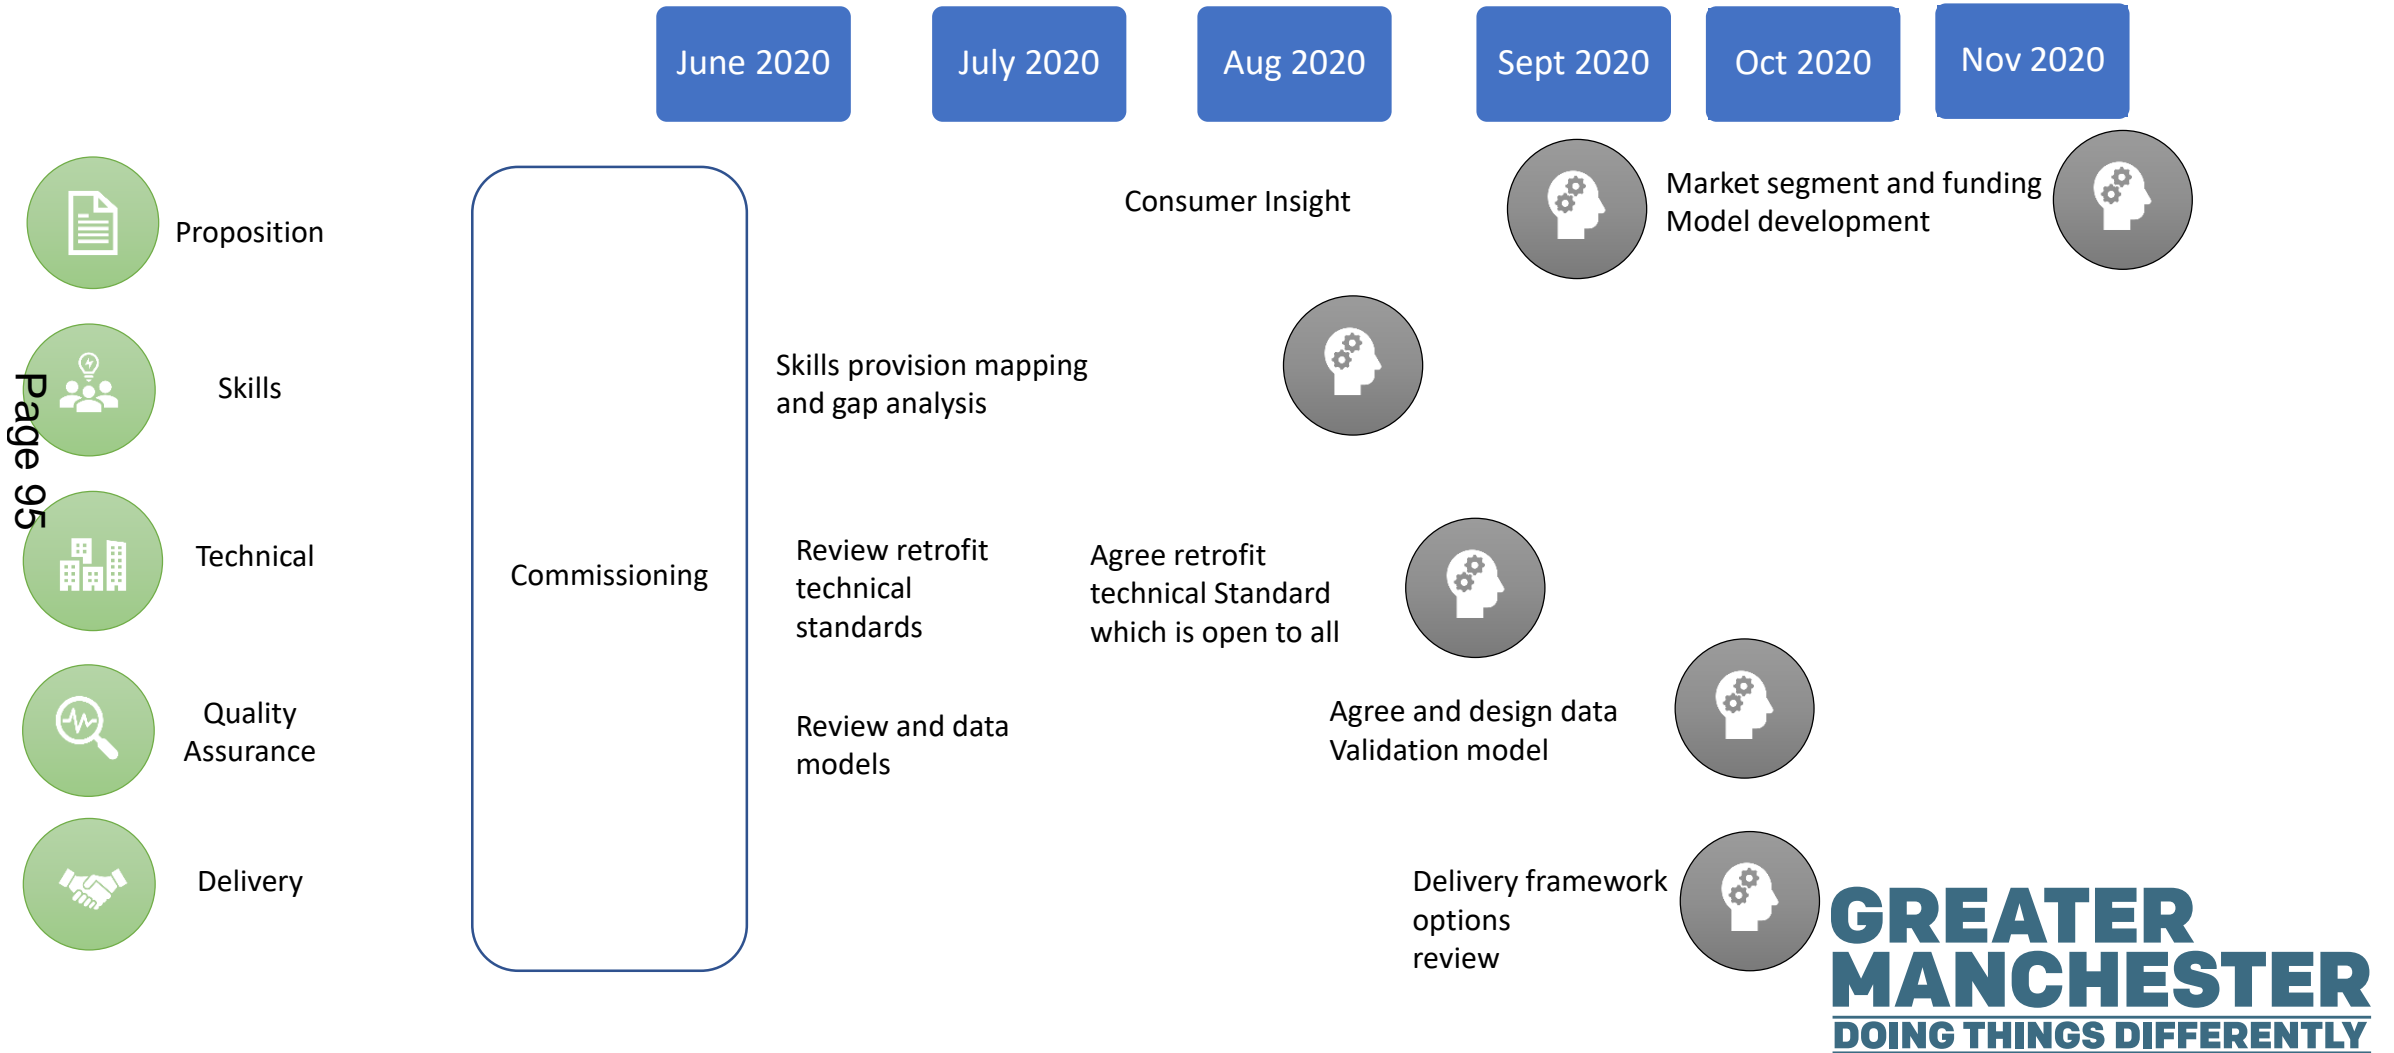 June 2020
July 2020
Aug 2020
Sept 2020
Oct 2020
Nov 2020
Proposition
Consumer Insight
Market segment and funding
Model development
Skills
Skills provision mapping
and gap analysis
Page 95
Technical
Commissioning
Review retrofit
technical
standards
Agree retrofit
technical Standard
which is open to all
Quality
Assurance
Review and data
models
Agree and design data
Validation model
Delivery
Delivery framework
options
review
GREATER
MANCHESTER
DOING THINGS DIFFERENTLY